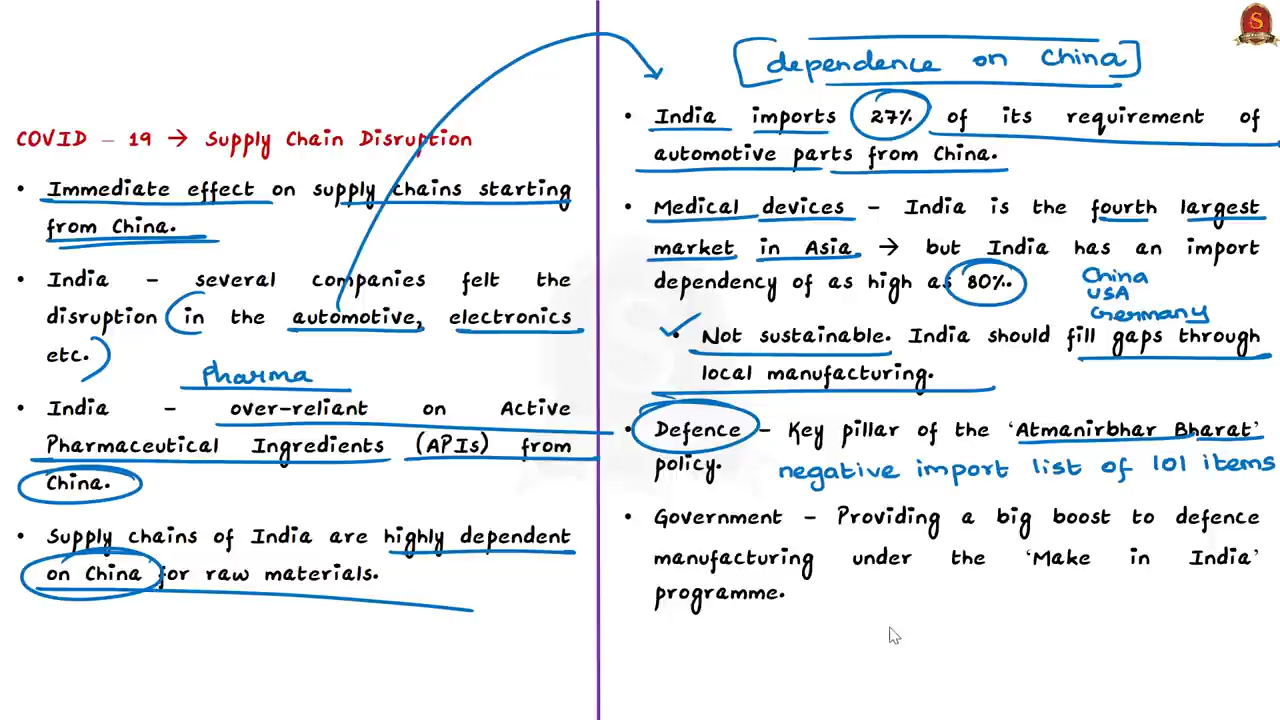 COVID – 19 → Supply Chain Disruption
• Immediate effect on supply chains starting
from China.
• India – several companies felt the
disruption (in the automotive, electronics
etc.)
Pharma
• India – over-reliant on Active
Pharmaceutical Ingredients (APIs) from
China.
• Supply chains of India are highly dependent
on China for raw materials.
[dependence on China]
• India imports 27% of its requirement of
automotive parts from China.
• Medical devices – India is the fourth largest
market in Asia → but India has an import
dependency of as high as 80%.
China
USA
Germany
• Not sustainable. India should fill gaps through
local manufacturing.
• Defence – Key pillar of the ‘Atmanirbhar Bharat’
policy.
negative import list of 101 items
• Government – Providing a big boost to defence
manufacturing under the ‘Make in India’
programme.
S